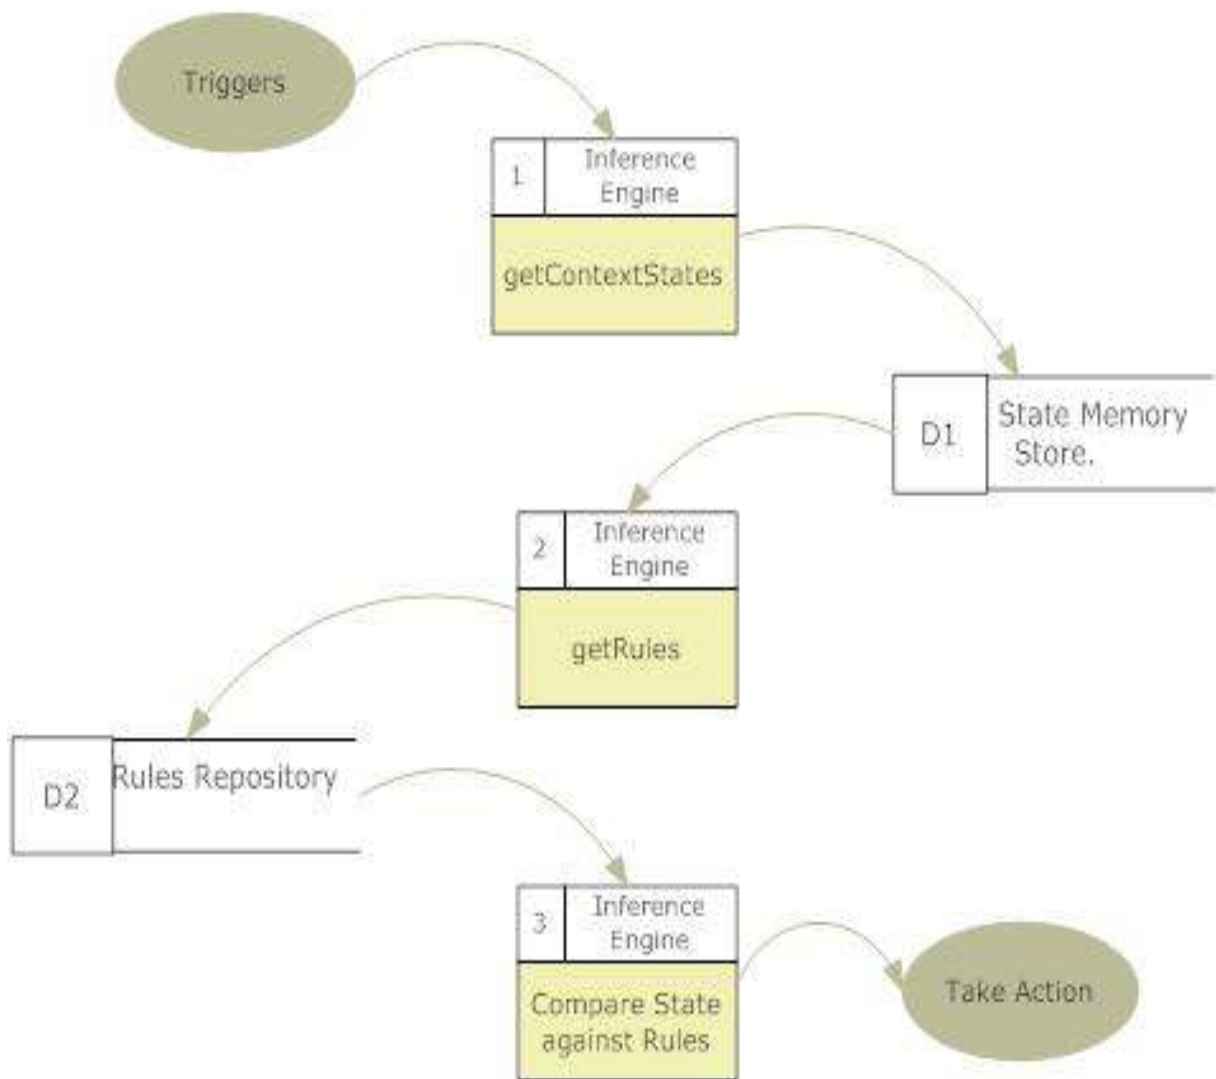 Triggers
1
Inference
Engine
getContextStates
D1
State Memory
Store.
2
Inference
Engine
getRules
D2
Rules Repository
3
Inference
Engine
Compare State
against Rules
Take Action